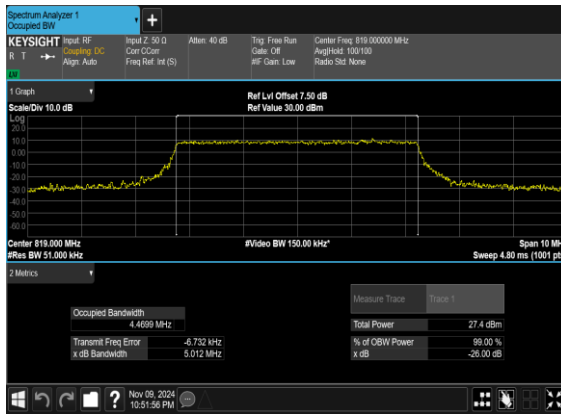 Spectrum Analyzer 1
Occupied BW
KEYSIGHT Input: RF Input Z: 50 Ω Atten: 40 dB Trig: Free Run Center Freq: 819.000000 MHz
R T Coupling: DC Corr CCorr Gate: Off Avg|Hold: 100/100
Align: Auto Freq Ref: Int (S) #IF Gain: Low Radio Std: None
LXI
1 Graph
Ref Lvl Offset 7.50 dB
Scale/Div 10.0 dB Ref Value 30.00 dBm
Log
20.0
10.0
0.00
-10.0
-20.0
-30.0
-40.0
-50.0
-60.0
Center 819.000 MHz #Video BW 150.00 kHz* Span 10 MH
#Res BW 51.000 kHz Sweep 4.80 ms (1001 pt
2 Metrics
Measure Trace Trace 1
Occupied Bandwidth
4.4699 MHz Total Power 27.4 dBm
Transmit Freq Error -6.732 kHz % of OBW Power 99.00 %
x dB Bandwidth 5.012 MHz x dB -26.00 dB
Nov 09, 2024
10:51:56 PM